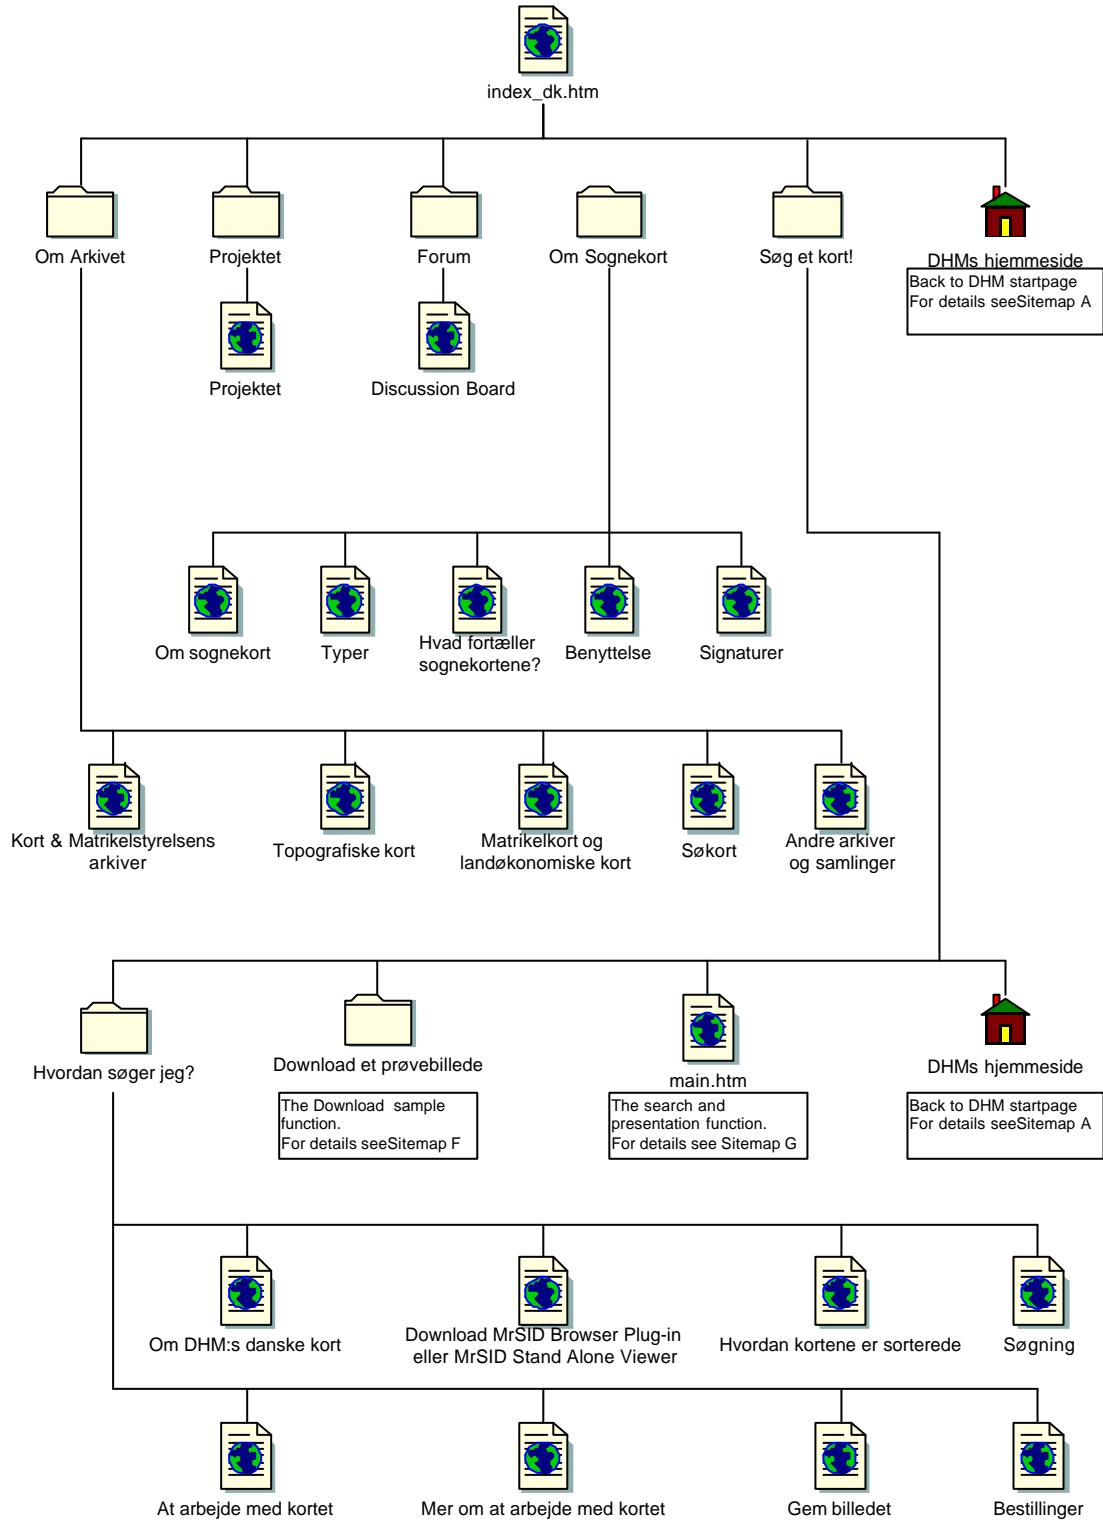 index_dk.htm
Om Arkivet
Projektet
Forum
Om Sognekort
Søg et kort!
DHMs hjemmeside
Back to DHM startpage
For details seeSitemap A
Projektet
Discussion Board
Om sognekort
Typer
Hvad fortæller
sognekortene?
Benyttelse
Signaturer
Kort & Matrikelstyrelsens
arkiver
Topografiske kort
Matrikelkort og
landøkonomiske kort
Søkort
Andre arkiver
og samlinger
Hvordan søger jeg?
Download et prøvebillede
The Download sample
function.
For details seeSitemap F
main.htm
The search and
presentation function.
For details see Sitemap G
DHMs hjemmeside
Back to DHM startpage
For details seeSitemap A
Om DHM:s danske kort
Download MrSID Browser Plug-in
eller MrSID Stand Alone Viewer
Hvordan kortene er sorterede
Søgning
At arbejde med kortet
Mer om at arbejde med kortet
Gem billedet
Bestillinger